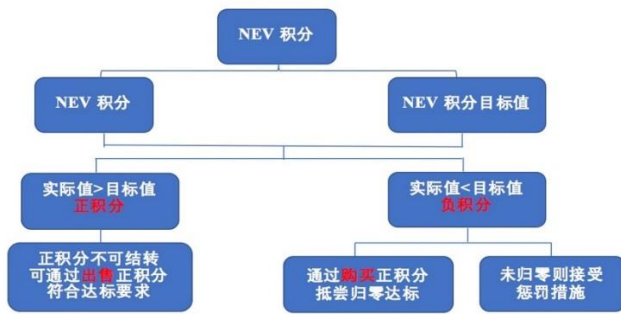 NEV 积分
NEV 积分
NEV 积分目标值
实际值>目标值
正积分
实际值<目标值
负积分
正积分不可结转
可通过出售正积分
符合达标要求
通过购买正积分
抵尝归零达标
未归零则接受
惩罚措施